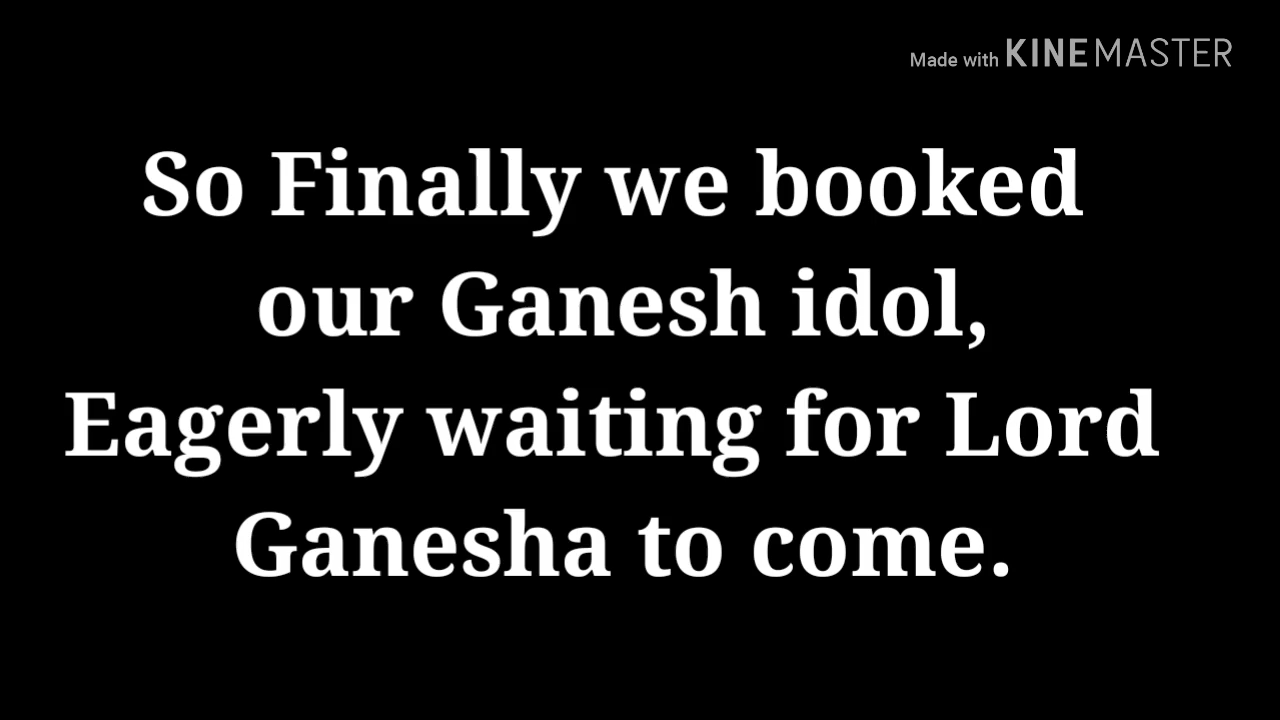 Made with KINEMASTER
So Finally we booked
our Ganesh idol,
Eagerly waiting for Lord
Ganesha to come.